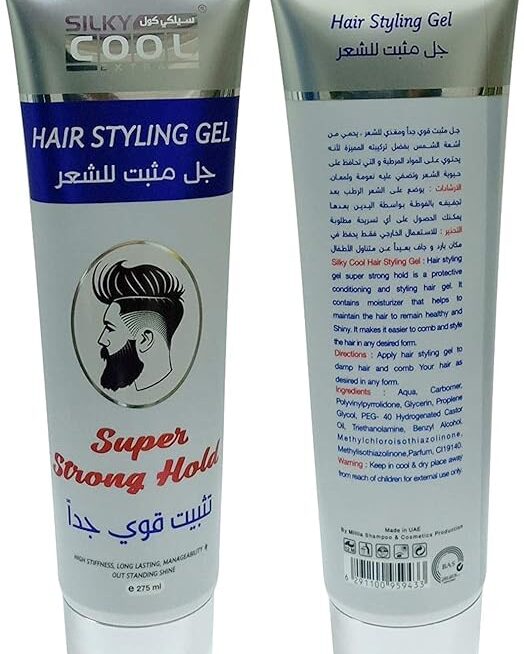 SILKY سيلكي كول
COOL
HAIR STYLING GEL
جل مثبت للشعر
Super
Strong Hold
تثبيت قوي جداً
HIGH STIFFNESS, LONG LASTING, MANAGEABILITY &
OUT STANDING SHINE
e 275 ml
Hair Styling Gel
جل مثبت للشعر
جل مثبت قوي جداً ومغذي للشعر ، يحمي من
أشعة الشمس بفضل تركيبته المميزة لأنه
يحتوي على المواد المرطبة و التي تحافظ على
حيوية الشعر وتضفي عليه نعومة ولمعان.
الارشادات : يوضع على الشعر الرطب بعد
تجفيفه بالفوطة بواسطة اليدين بعدها
يمكنك الحصول على أي تسريحة مطلوبة
التحذير : للاستعمال الخارجي فقط يحفظ في
مكان بارد و جاف بعيداً عن متناول الأطفال
Silky Cool Hair Styling Gel : Hair styling
gel super strong hold is a protective
conditioning and styling hair gel. It
contains moisturizer that helps to
maintain the hair to remain healthy and
Shiny. It makes it easier to comb and style
the hair in any desired form.
Directions : Apply hair styling gel to
damp hair and comb Your hair as
desired in any form.
Ingredients : Aqua, Carbomer,
Polyvinylpyrrolidone, Glycerin, Propylene
Glycol, PEG- 40 Hydrogenated Castor
Oil, Triethanolamine, Benzyl Alcohol,
Methylchloroisothiazolinone,
Methylisothiazolinone,Parfum, CI19140.
Warning : Keep in cool & dry place away
from reach of children for external use only.
Made in UAE
By Millia Shampoo & Cosmetics Production
6 291100 959433
BAS